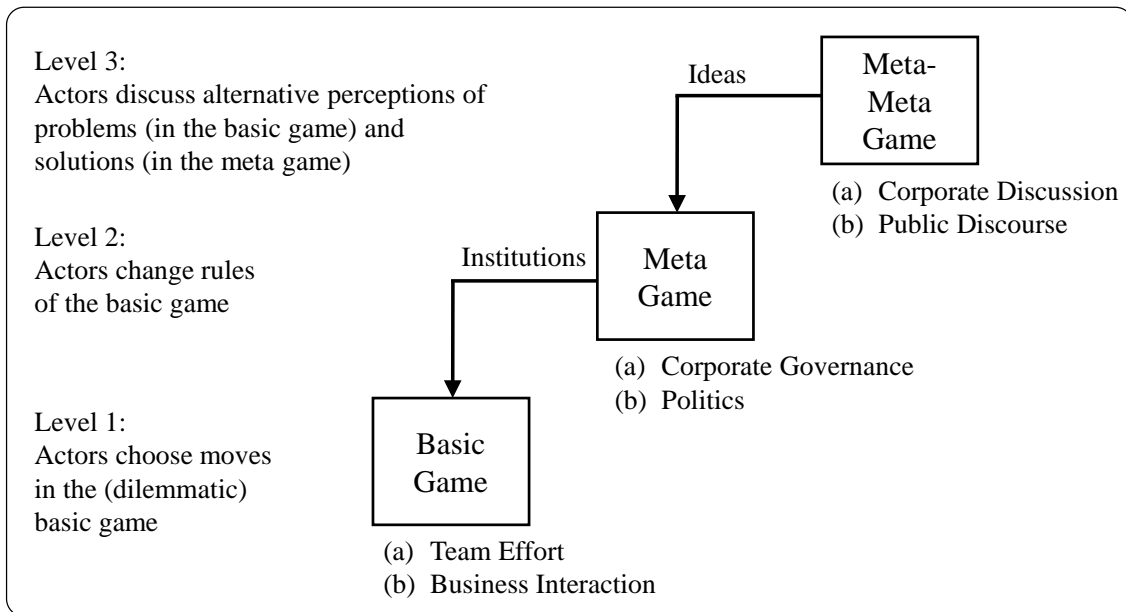 Level 3:
Actors discuss alternative perceptions of
problems (in the basic game) and
solutions (in the meta game)
Ideas
Meta-
Meta
Game
(a) Corporate Discussion
(b) Public Discourse
Level 2:
Actors change rules
of the basic game
Institutions
Meta
Game
(a) Corporate Governance
(b) Politics
Level 1:
Actors choose moves
in the (dilemmatic)
basic game
Basic
Game
(a) Team Effort
(b) Business Interaction